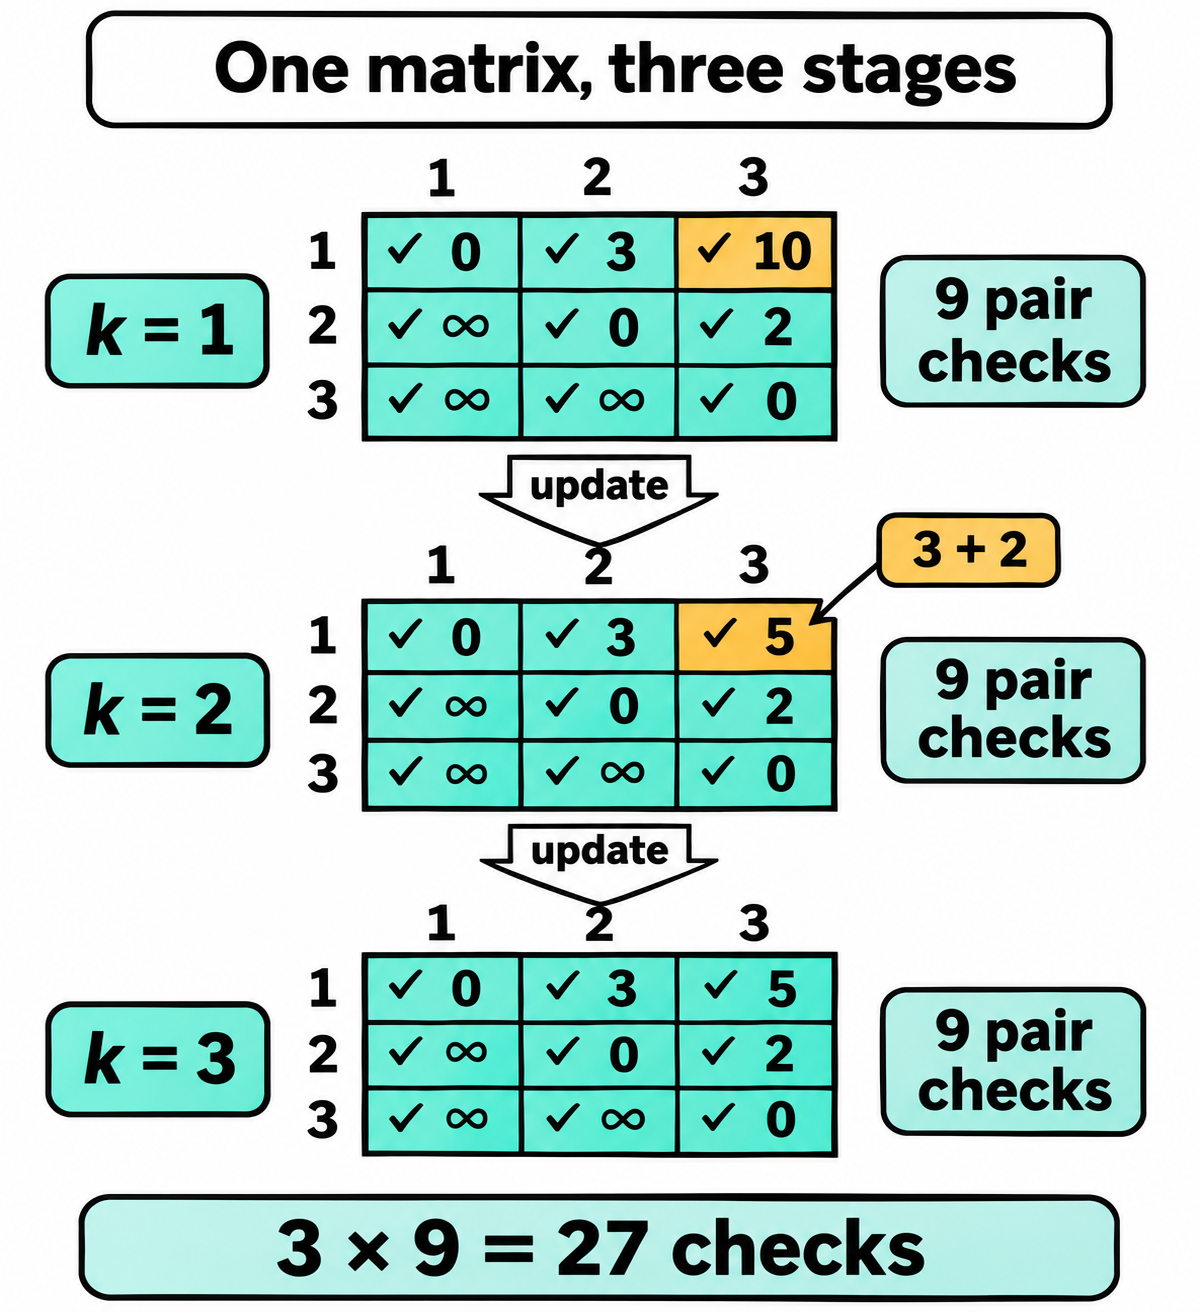 One matrix, three stages
1 2 3
1 ✓ 0 ✓ 3 ✓ 10
k = 1
2 ✓ ∞ ✓ 0 ✓ 2
3 ✓ ∞ ✓ ∞ ✓ 0
9 pair
checks
update
3 + 2
1 2 3
1 ✓ 0 ✓ 3 ✓ 5
k = 2
2 ✓ ∞ ✓ 0 ✓ 2
3 ✓ ∞ ✓ ∞ ✓ 0
9 pair
checks
update
1 2 3
1 ✓ 0 ✓ 3 ✓ 5
k = 3
2 ✓ ∞ ✓ 0 ✓ 2
3 ✓ ∞ ✓ ∞ ✓ 0
9 pair
checks
3 × 9 = 27 checks